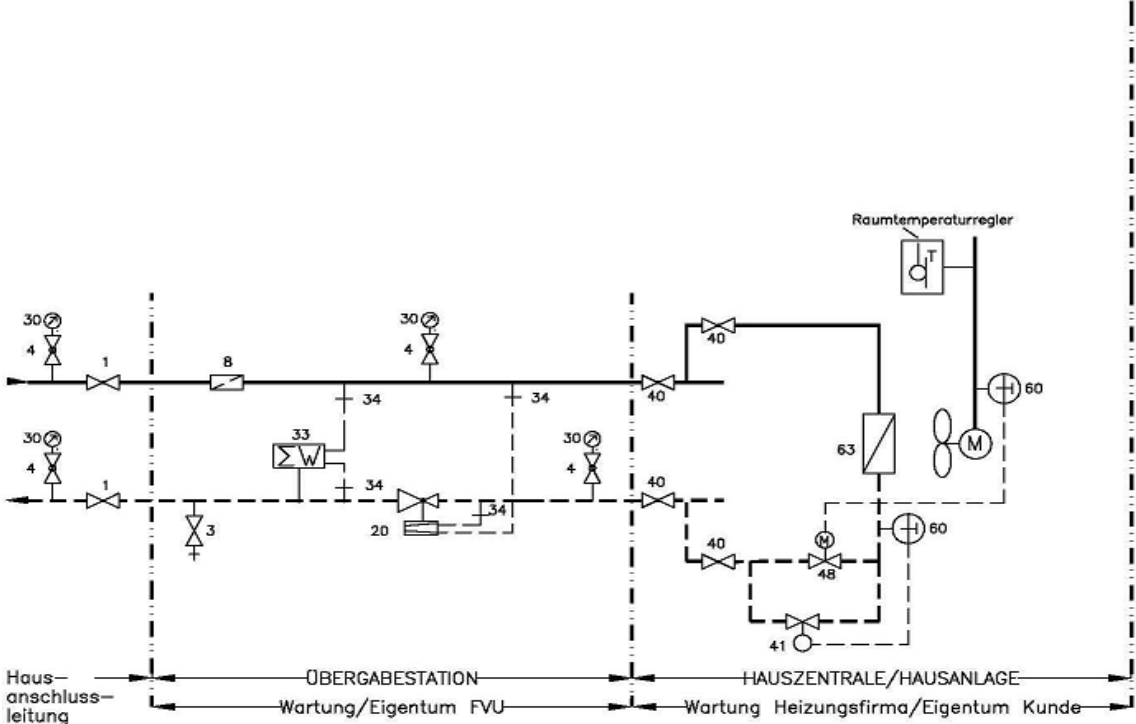 Raumtemperaturregler
T
30
30
4
1
8
4
40
34
34
40
60
M
63
30
33
30
ΣW
4
4
1
34
34
40
3
20
40
M
60
48
41
Haus-
anschluss-
leitung
ÜBERGABESTATION
HAUSZENTRALE/HAUSANLAGE
Wartung/Eigentum FVU
Wartung Heizungsfirma/Eigentum Kunde